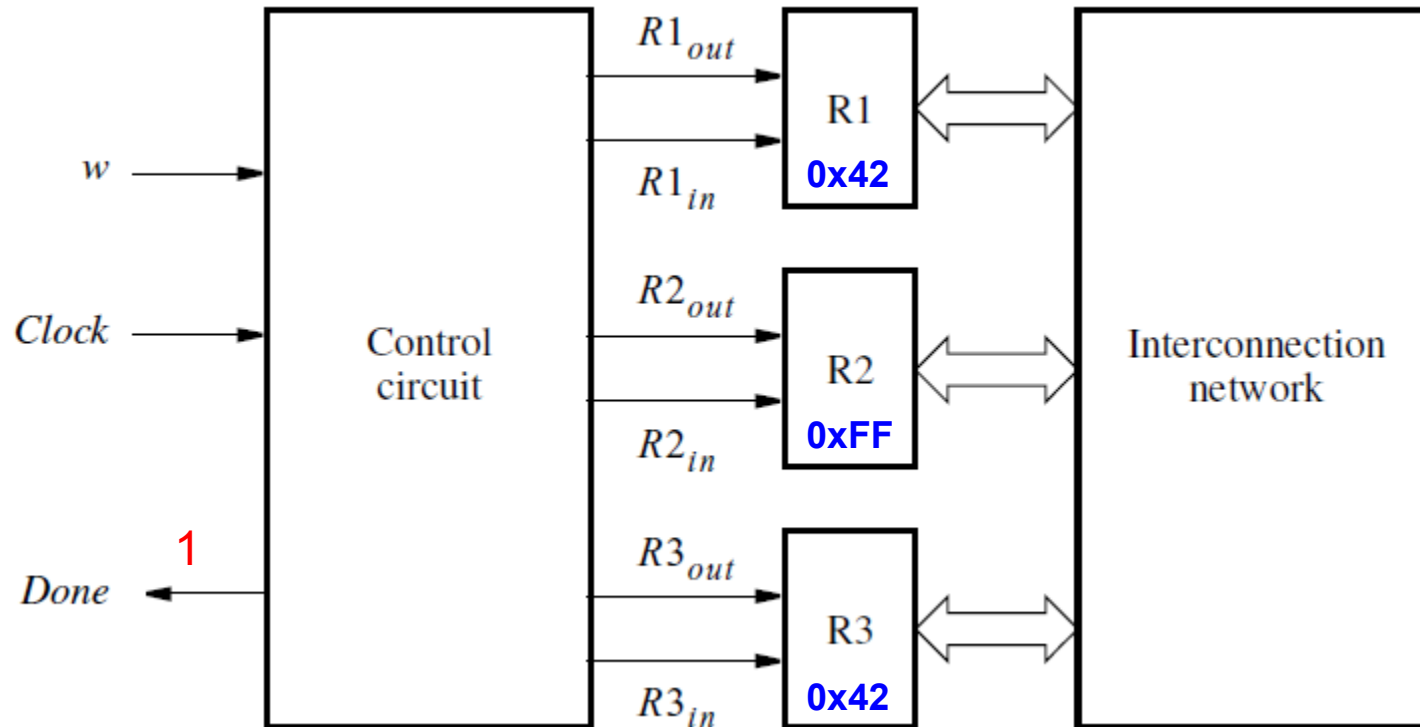 w
Clock
1
Done
Control
circuit
R1out
R1in
R2out
R2in
R3out
R3in
R1
0x42
R2
0xFF
R3
0x42
Interconnection
network